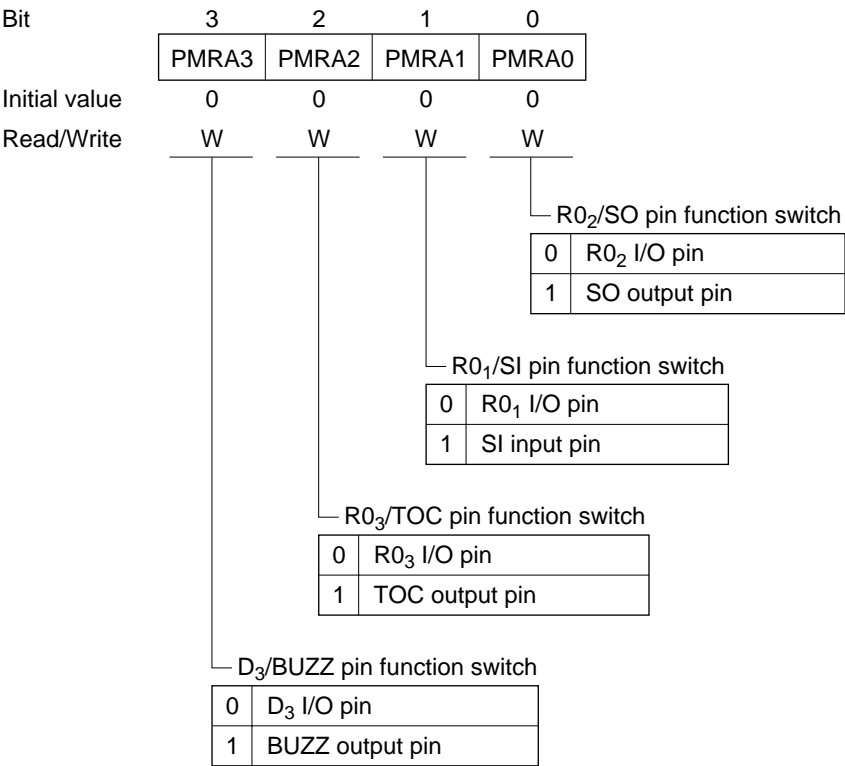 Bit 3 2 1 0
PMRA3 PMRA2 PMRA1 PMRA0
Initial value 0 0 0 0
Read/Write W W W W
R0₂/SO pin function switch
0 R0₂ I/O pin
1 SO output pin
R0₁/SI pin function switch
0 R0₁ I/O pin
1 SI input pin
R0₃/TOC pin function switch
0 R0₃ I/O pin
1 TOC output pin
D₃/BUZZ pin function switch
0 D₃ I/O pin
1 BUZZ output pin